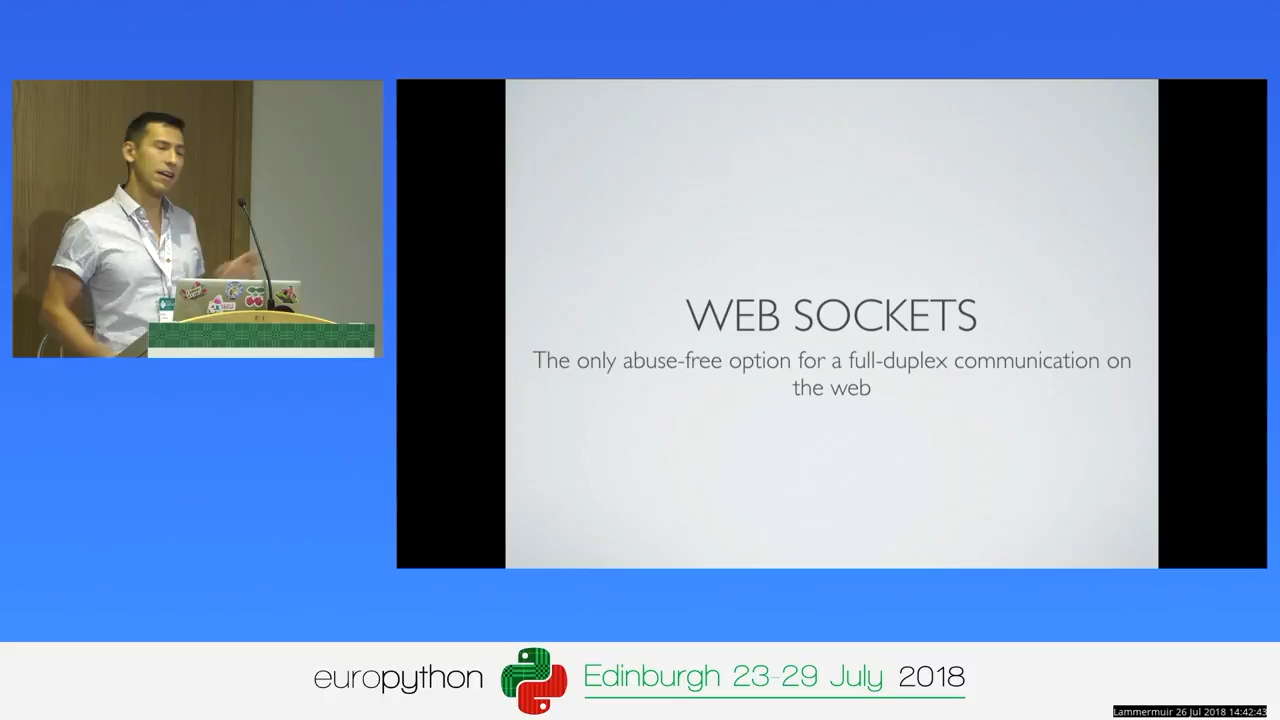 WEB SOCKETS
The only abuse-free option for a full-duplex communication on
the web
europython
Edinburgh 23-29 July 2018
Lammermuir 26 Jul 2018 14:42:43